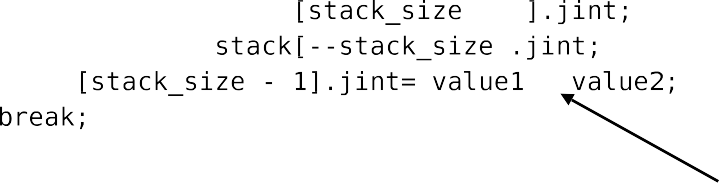 [stack_size ].jint;
stack[--stack_size .jint;
[stack_size - 1].jint= value1 value2;
break;